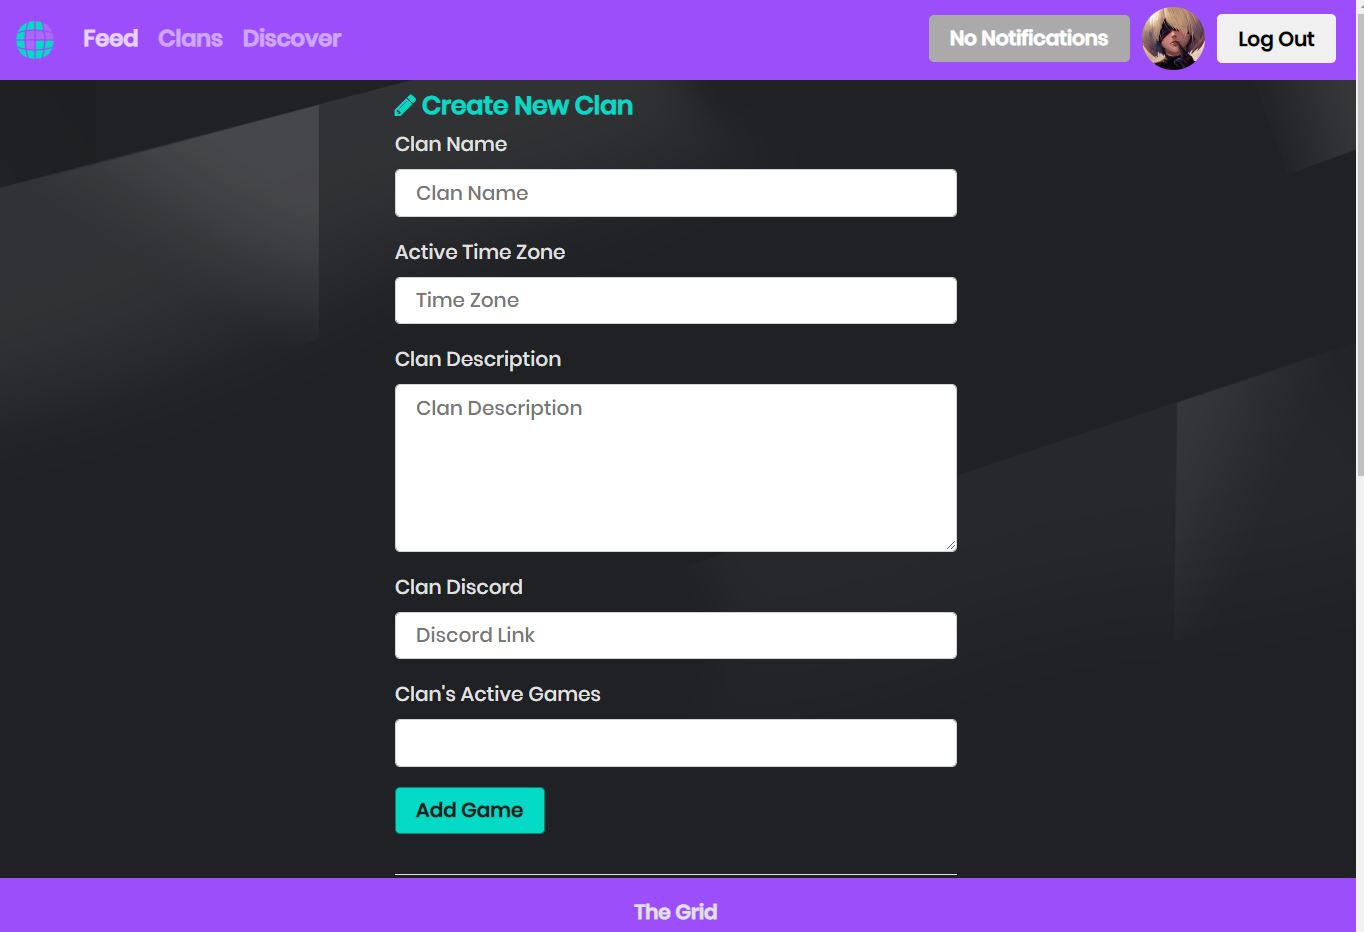 Feed Clans Discover No Notifications Log Out
Create New Clan
Clan Name
Clan Name
Active Time Zone
Time Zone
Clan Description
Clan Description
Clan Discord
Discord Link
Clan's Active Games
Add Game
The Grid